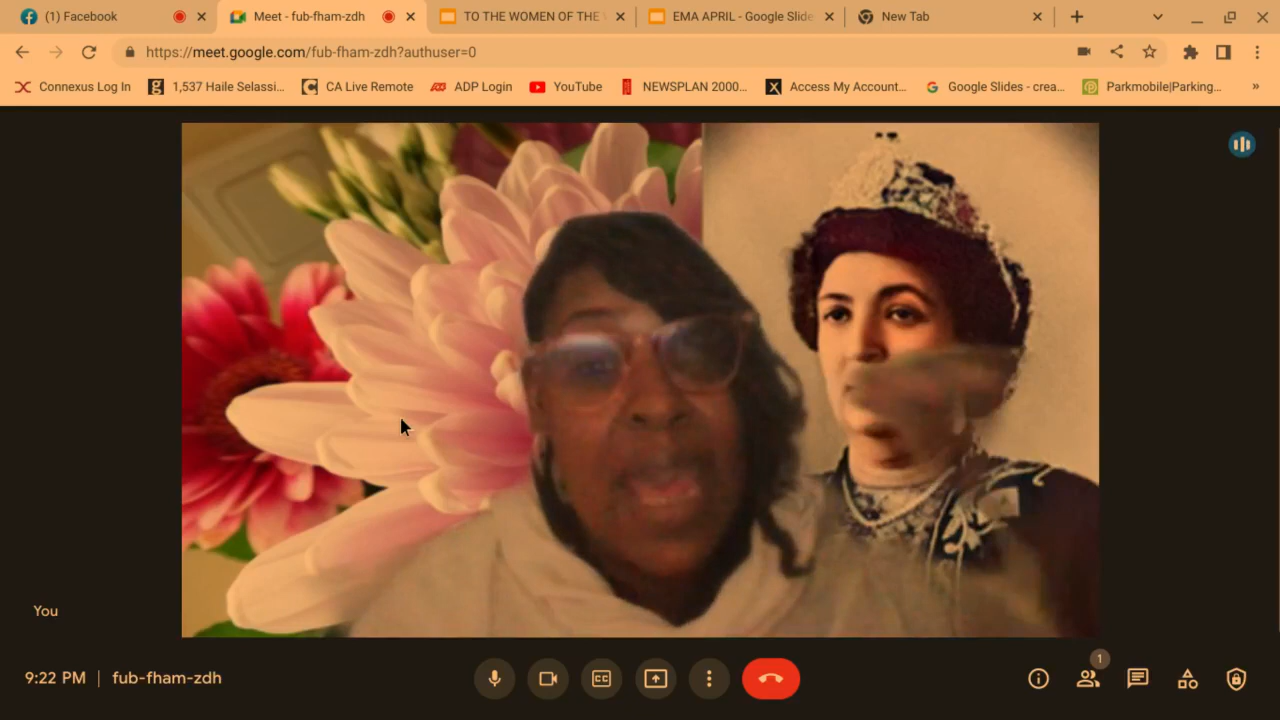 (1) Facebook
Meet - fub-fham-zdh
TO THE WOMEN OF THE
EMA APRIL - Google Slide
New Tab
https://meet.google.com/fub-fham-zdh?authuser=0
Connexus Log In
1,537 Haile Selassi...
CA Live Remote
ADP Login
YouTube
NEWSPLAN 2000...
Access My Account...
Google Slides - crea...
Parkmobile|Parking...
»
You
9:22 PM | fub-fham-zdh
CC
1